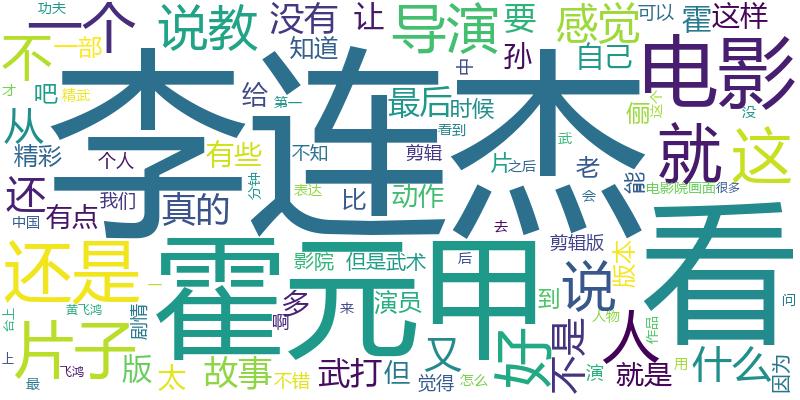 功夫
一个
说教
没有
让
导演
要
感觉
霍
这样
可以
不
一部
知道
孙
自己
电影
李连杰
中
吧
精武
才
给
第一
最后
时候
看到
俪
这个
没
从
精彩
个人
有些
不知
剪辑
片
之后
武
老
就
这
还
有点
我们
真的
分钟
表达
比
动作
会
能
电影院
画面
很多
中国
去
看
还是
霍元甲
影院
但是
武术
后
剪辑版
版本
说
黄飞鸿
台上
剧情
一
多
啊
来
演员
到
人物
作品
问
片子
好
不是
人
上
飞鸿
版
太
故事
不错
武打
但
又
觉得
怎么
演
就是
用
什么
因为
最